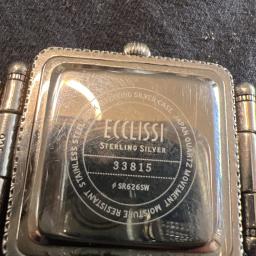 ECCLISSI
STERLING SILVER
33815
# SR626SW
STERLING SILVER CASE JAPAN QUARTZ MOVEMENT MOISTURE RESISTANT STAINLESS STEEL